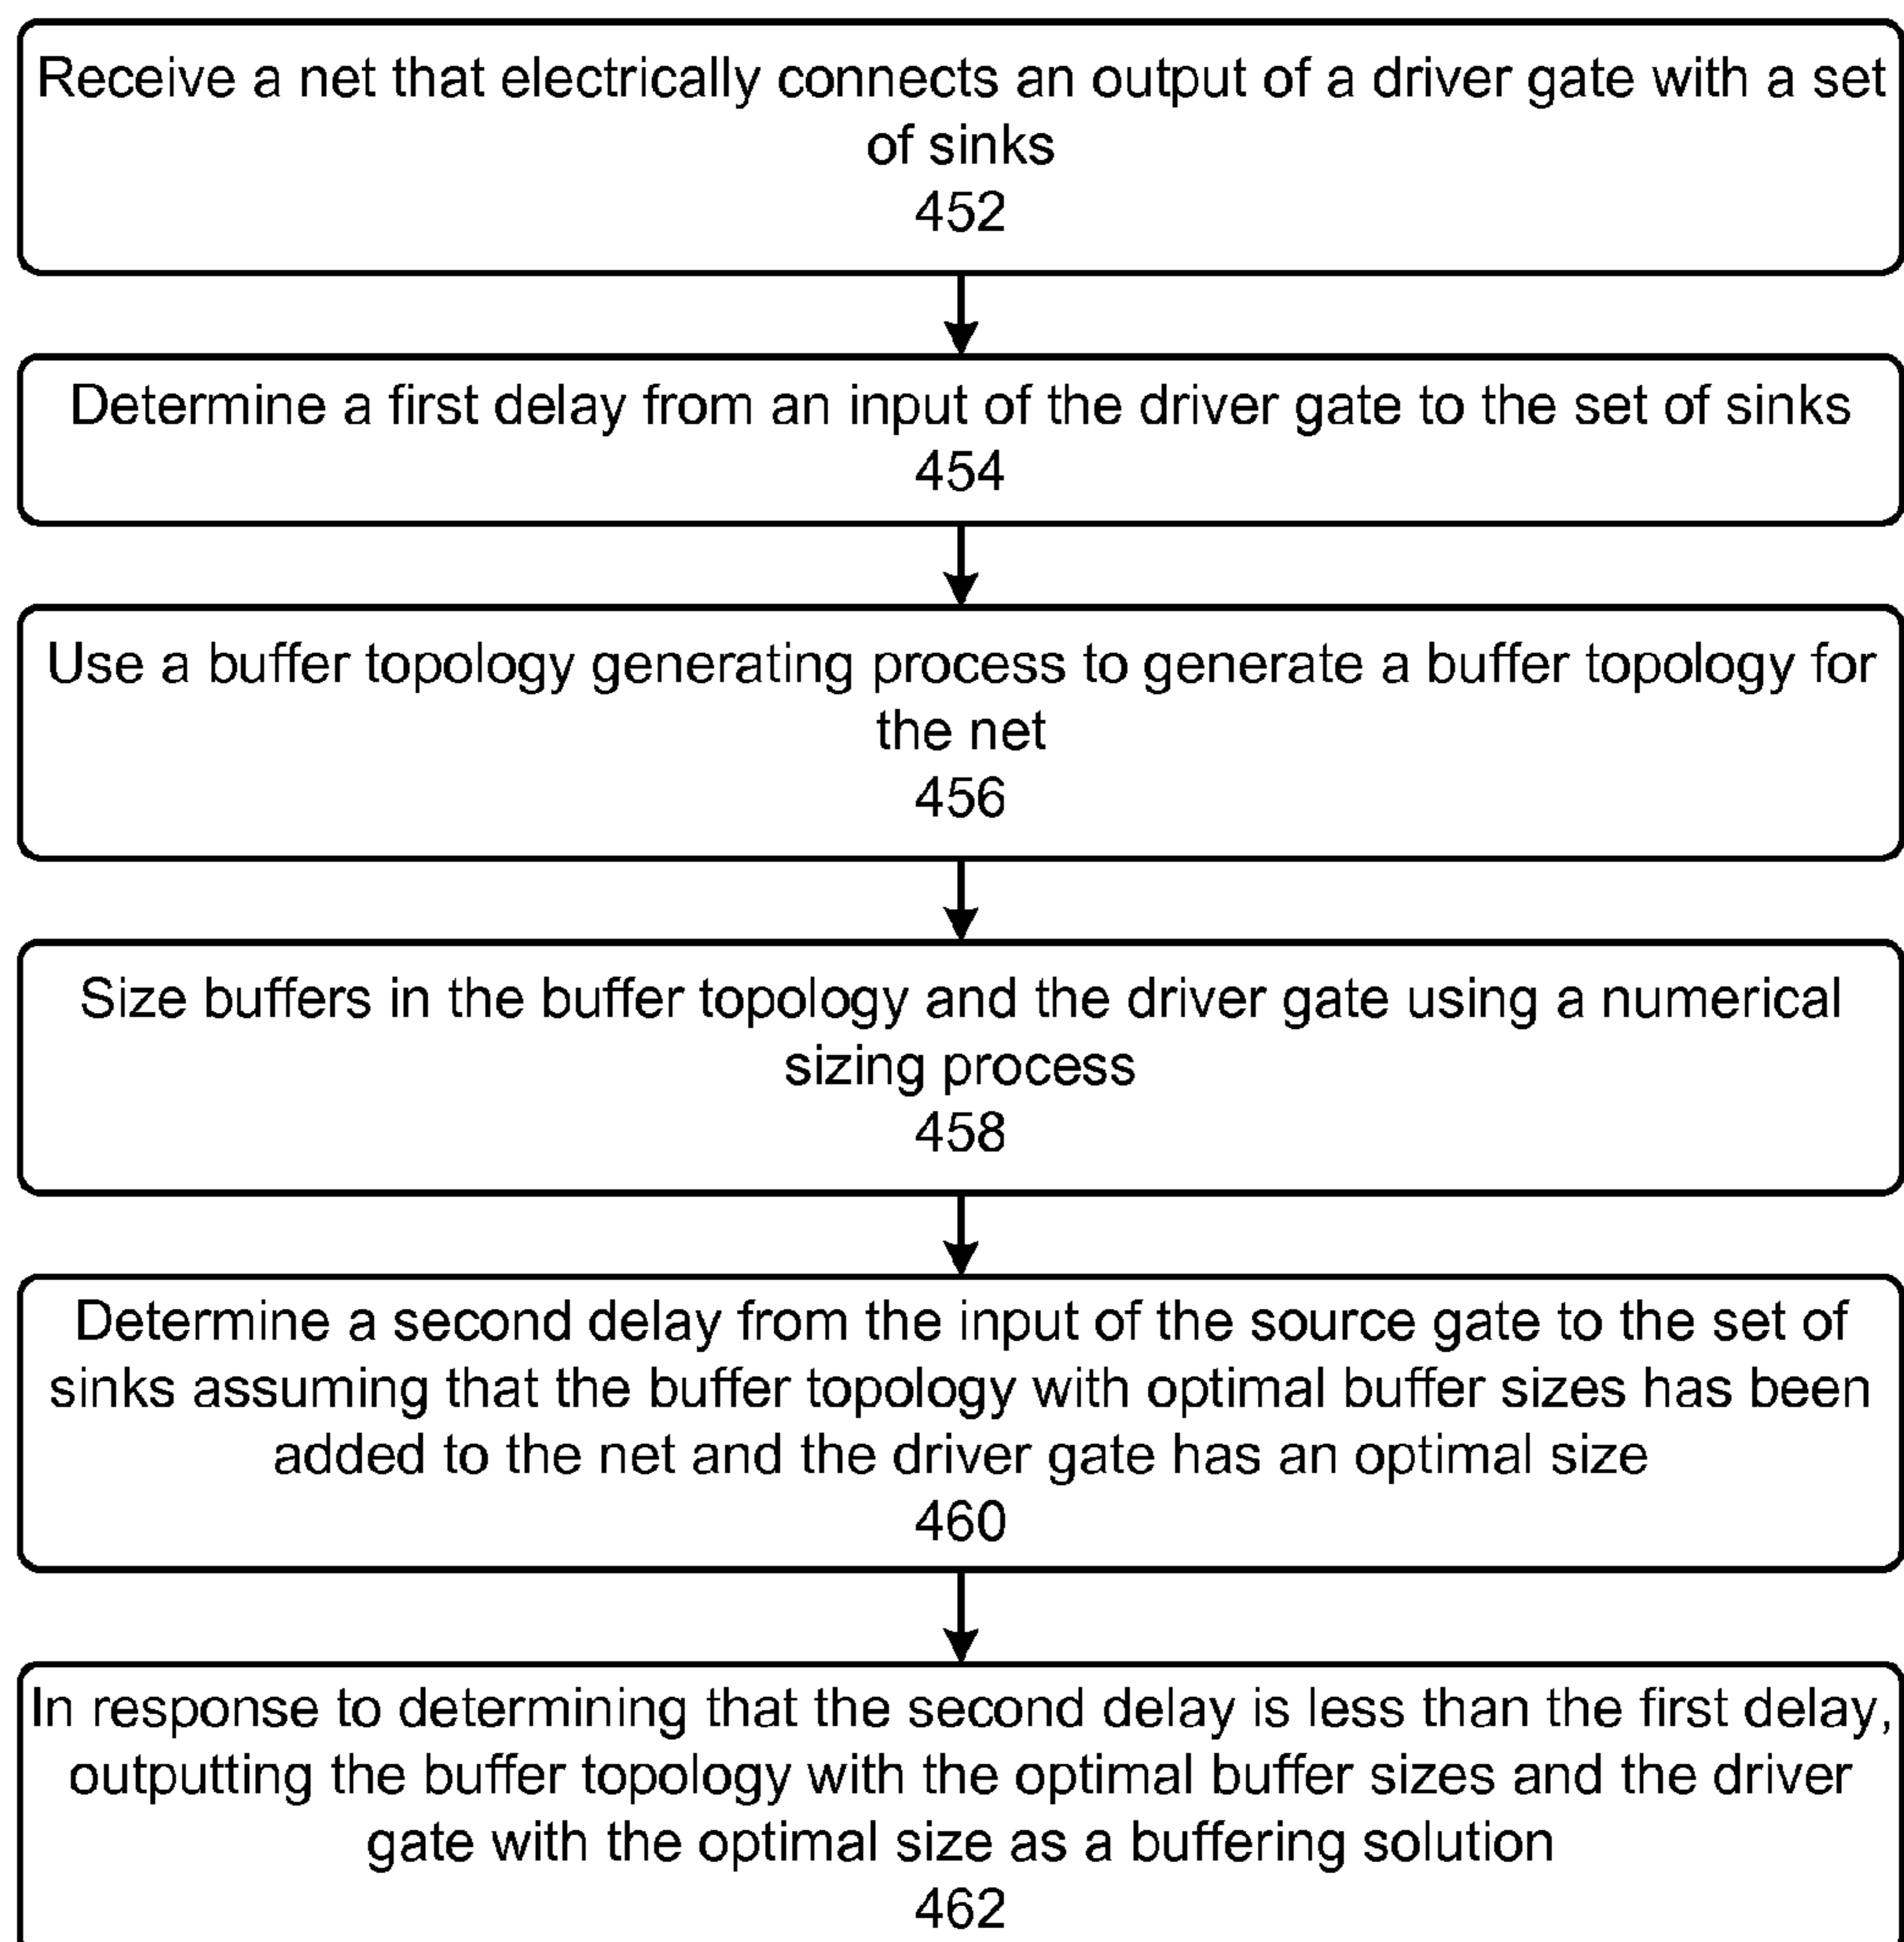 Receive a net that electrically connects an output of a driver gate with a set
of sinks
452
Determine a first delay from an input of the driver gate to the set of sinks
454
Use a buffer topology generating process to generate a buffer topology for
the net
456
Size buffers in the buffer topology and the driver gate using a numerical
sizing process
458
Determine a second delay from the input of the source gate to the set of
sinks assuming that the buffer topology with optimal buffer sizes has been
added to the net and the driver gate has an optimal size
460
In response to determining that the second delay is less than the first delay,
outputting the buffer topology with the optimal buffer sizes and the driver
gate with the optimal size as a buffering solution
462